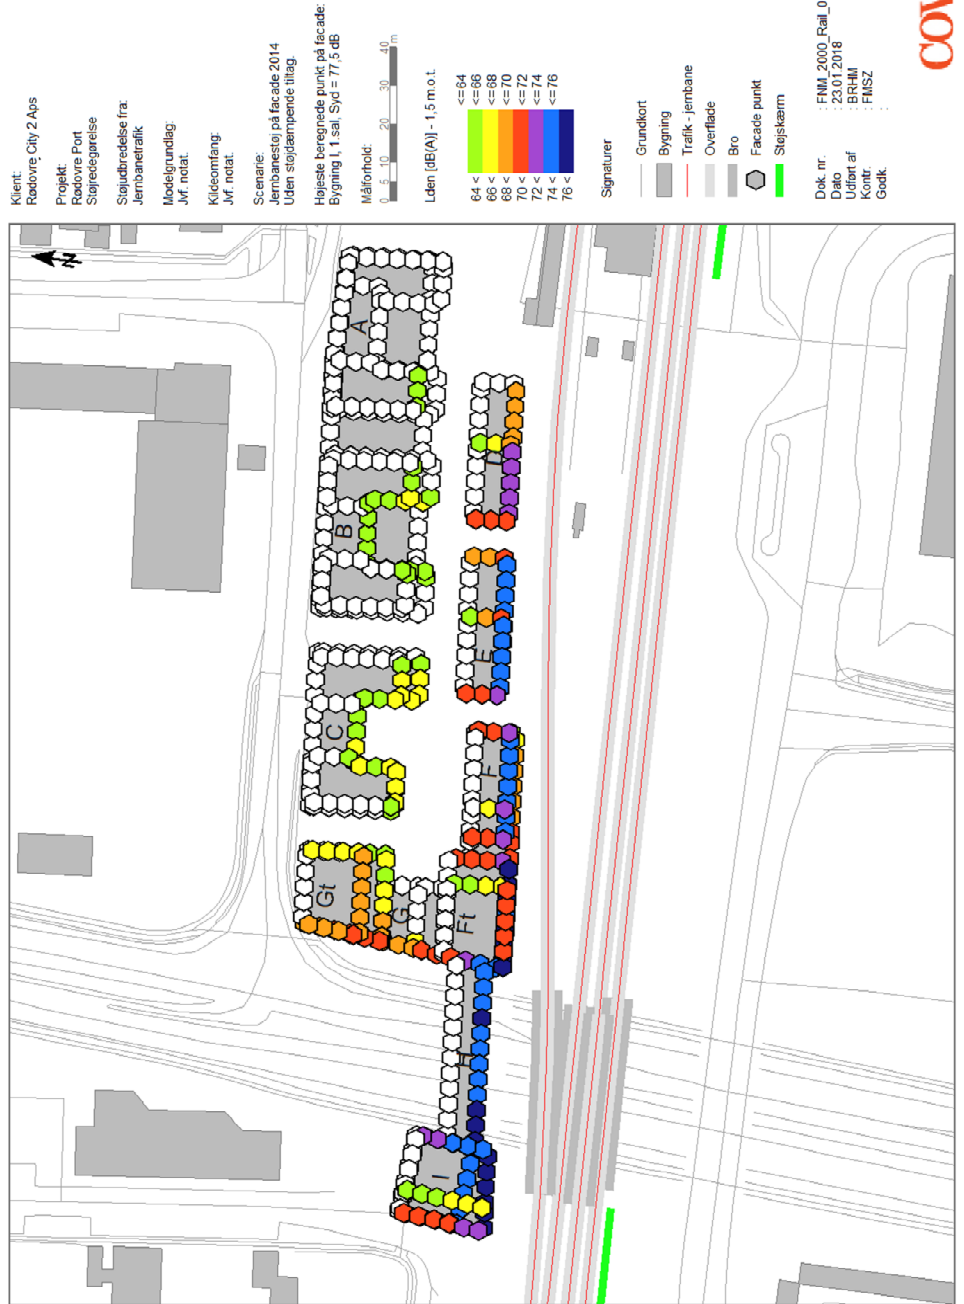 Klient:
Rødovre City 2 Aps
Projekt:
Rødovre Port
Støjredegørelse
Støjudbredelse fra:
Jernbanetrafik
Modelgrundlag:
Jvf. notat.
Kildeomfang:
Jvf. notat.
Scenarie:
Jernbanestøj på facade 2014
Uden støjdæmpende tiltag.
Højeste beregnede punkt på facade:
Bygning I, 1.sal, Syd = 77,5 dB
Målforhold:
0 5 10 20 30 40 m
Lden [dB(A)] - 1,5 m.o.t.
<=64
64 < <=66
66 < <=68
68 < <=70
70 < <=72
72 < <=74
74 < <=76
76 <
Signaturer
Grundkort
Bygning
Trafik - jernbane
Overflade
Bro
Facade punkt
Støjskærm
Dok. nr. : FNM_2000_Rail_0
Dato : 23.01.2018
Udført af : BRHM
Kontr. : FMSZ
Godk. :
COW
N
A
B
C
D
E
F
Ft
G
Gt
H
I